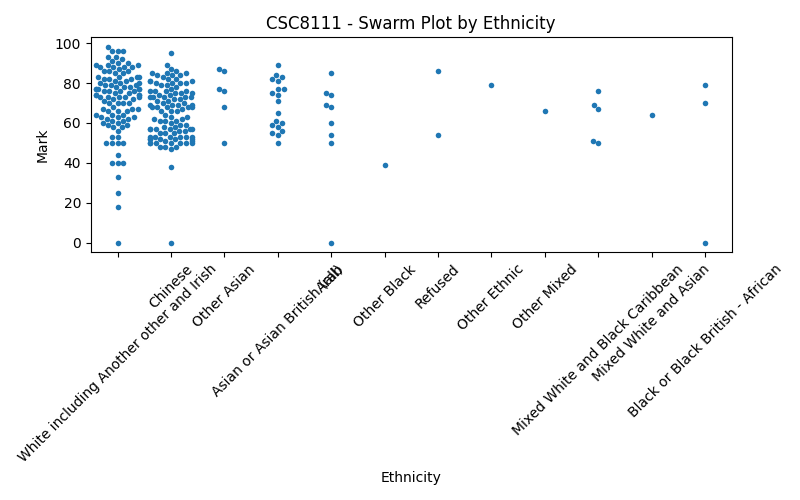 CSC8111 - Swarm Plot by Ethnicity
Mark
100
80
60
40
20
0
White including Another other and Irish
Chinese
Other Asian
Asian or Asian British
Arab
Other Black
Refused
Other Ethnic
Other Mixed
Mixed White and Black Caribbean
Mixed White and Asian
Black or Black British - African
Ethnicity